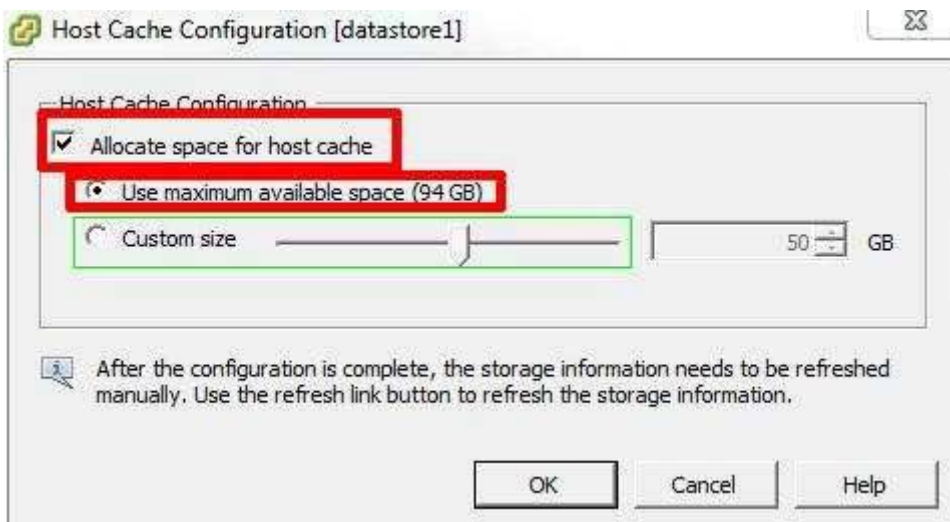 Host Cache Configuration [datastore1]
Host Cache Configuration
Allocate space for host cache
Use maximum available space (94 GB)
Custom size 50 GB
After the configuration is complete, the storage information needs to be refreshed
manually. Use the refresh link button to refresh the storage information.
OK Cancel Help